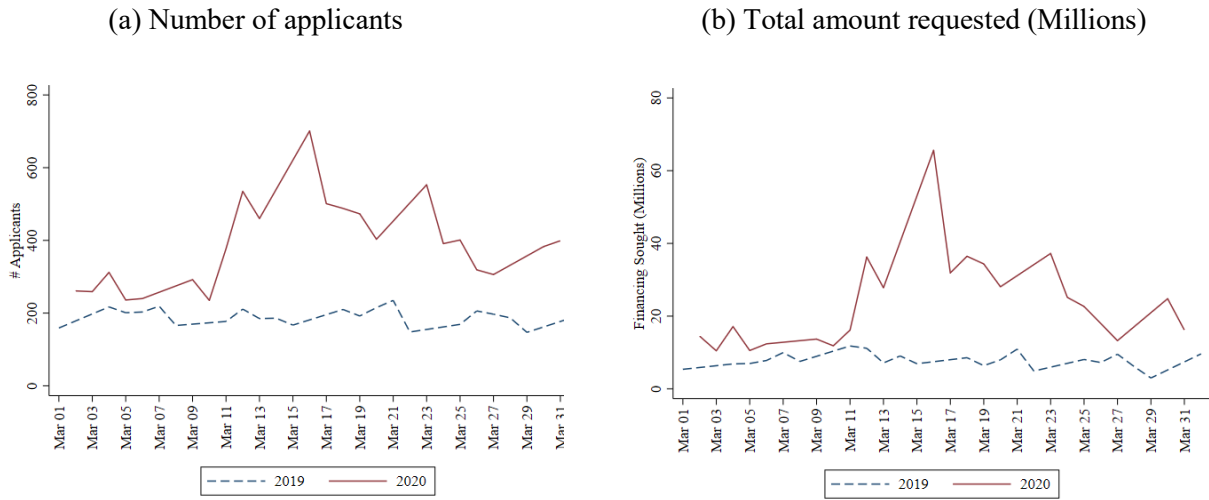 (a) Number of applicants
# Applicants
800
600
400
200
0
Mar 01
Mar 03
Mar 05
Mar 07
Mar 09
Mar 11
Mar 13
Mar 15
Mar 17
Mar 19
Mar 21
Mar 23
Mar 25
Mar 27
Mar 29
Mar 31
2019 2020
(b) Total amount requested (Millions)
Financing Sought (Millions)
80
60
40
20
0
Mar 01
Mar 03
Mar 05
Mar 07
Mar 09
Mar 11
Mar 13
Mar 15
Mar 17
Mar 19
Mar 21
Mar 23
Mar 25
Mar 27
Mar 29
Mar 31
2019 2020